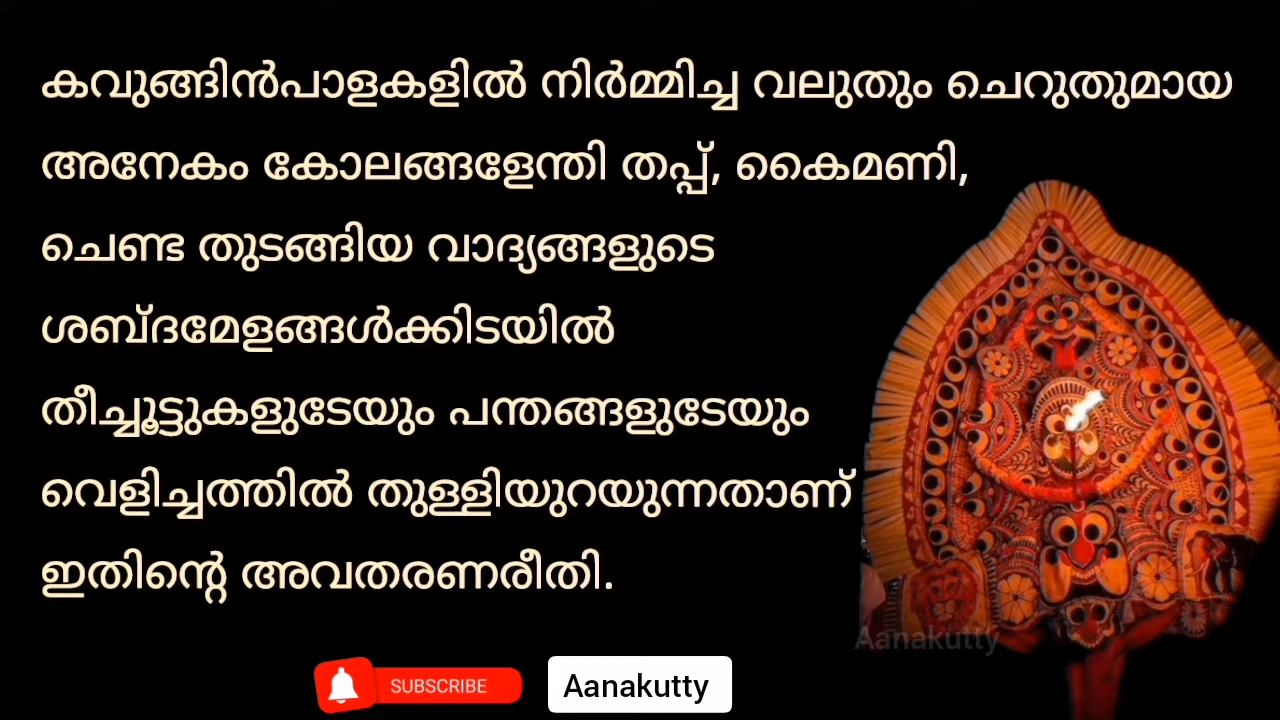 കവുങ്ങിൻപാളകളിൽ നിർമ്മിച്ച വലുതും ചെറുതുമായ
അനേകം കോലങ്ങളേന്തി തപ്പ്, കൈമണി,
ചെണ്ട തുടങ്ങിയ വാദ്യങ്ങളുടെ
ശബ്ദമേളങ്ങൾക്കിടയിൽ
തീച്ചൂട്ടുകളുടേയും പന്തങ്ങളുടേയും
വെളിച്ചത്തിൽ തുള്ളിയുറയുന്നതാണ്
ഇതിന്റെ അവതരണരീതി.
Aanakutty
SUBSCRIBE
Aanakutty